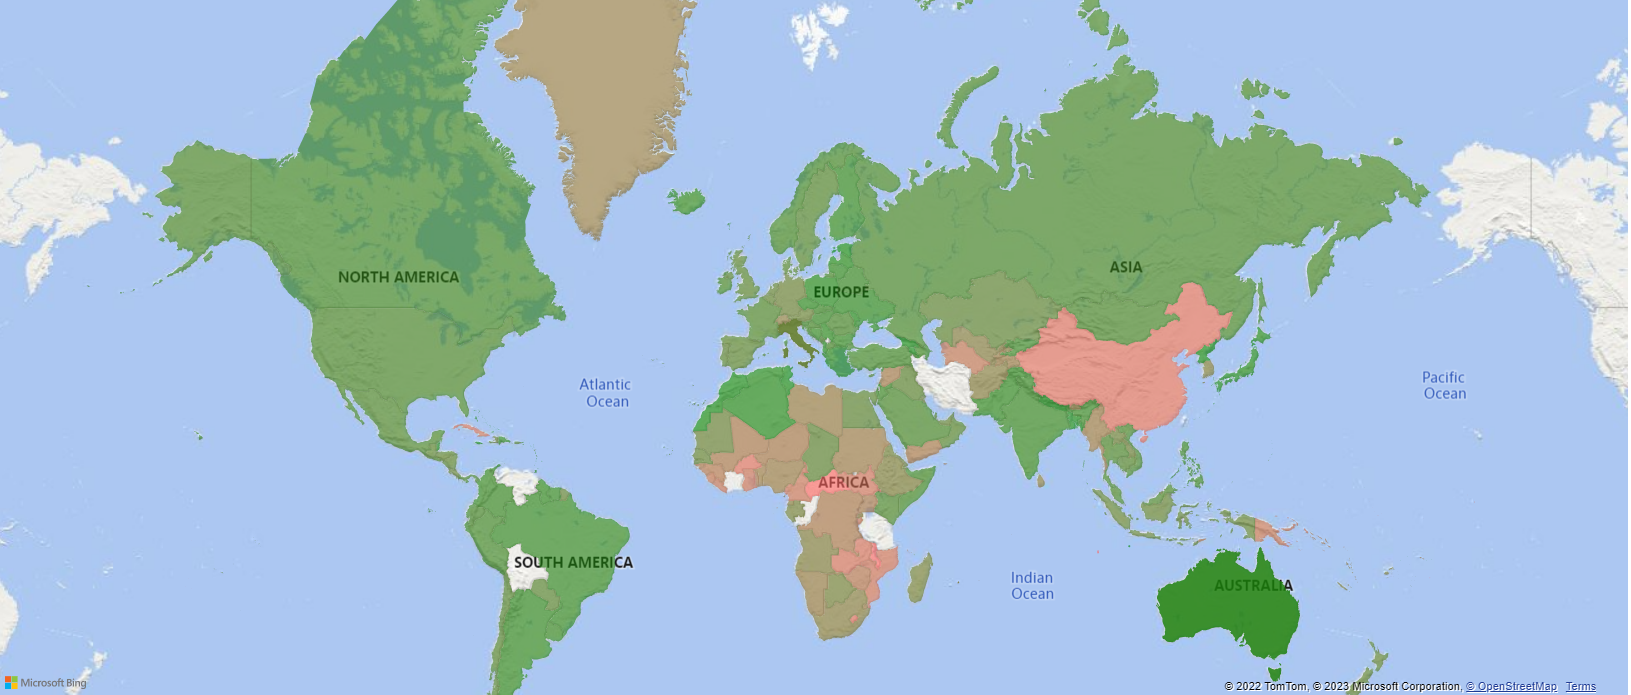 NORTH AMERICA
ASIA
EUROPE
Atlantic
Ocean
Pacific
Ocean
AFRICA
SOUTH AMERICA
Indian
Ocean
AUSTRALIA
Microsoft Bing
© 2022 TomTom, © 2023 Microsoft Corporation, © OpenStreetMap Terms